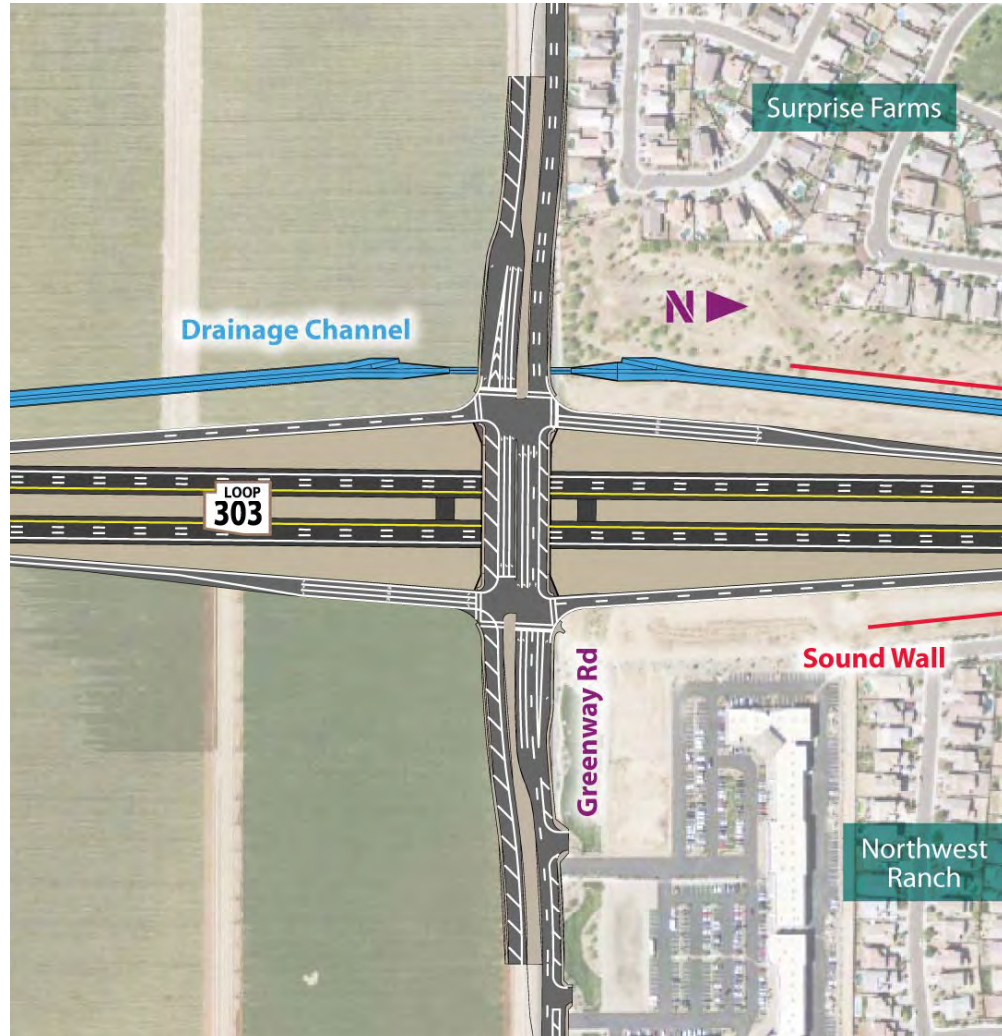 Surprise Farms
N
Drainage Channel
LOOP
303
Sound Wall
Greenway Rd
Northwest
Ranch